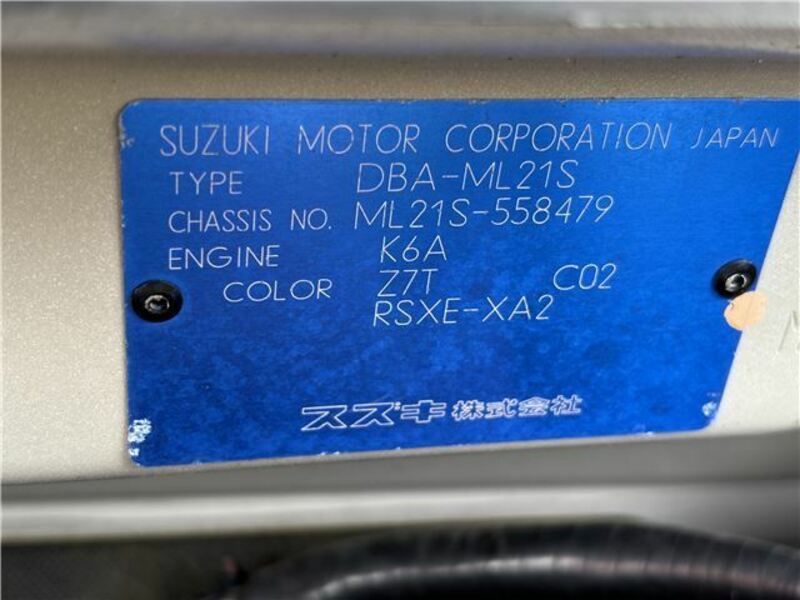 SUZUKI MOTOR CORPORATION JAPAN
TYPE DBA-ML21S
CHASSIS NO. ML21S-558479
ENGINE K6A
COLOR Z7T C02
RSXE-XA2
スズキ株式会社